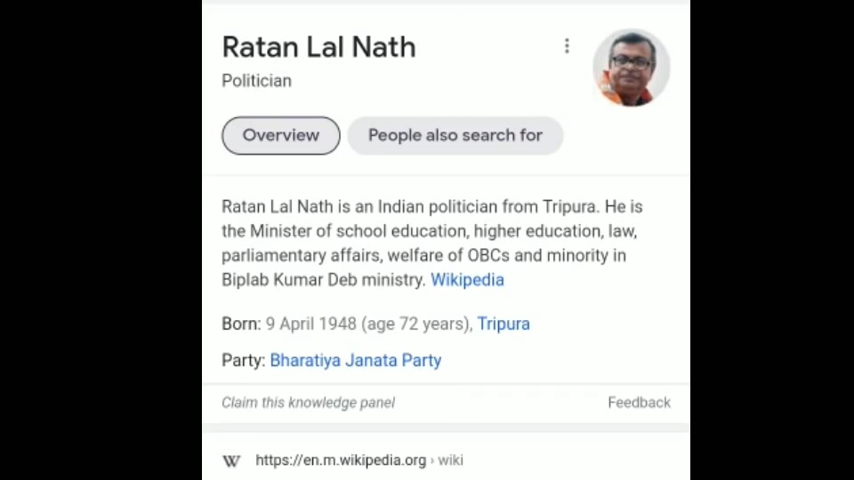 Ratan Lal Nath
Politician
Overview
People also search for
Ratan Lal Nath is an Indian politician from Tripura. He is
the Minister of school education, higher education, law,
parliamentary affairs, welfare of OBCs and minority in
Biplab Kumar Deb ministry. Wikipedia
Born: 9 April 1948 (age 72 years), Tripura
Party: Bharatiya Janata Party
Claim this knowledge panel
Feedback
W https://en.m.wikipedia.org › wiki